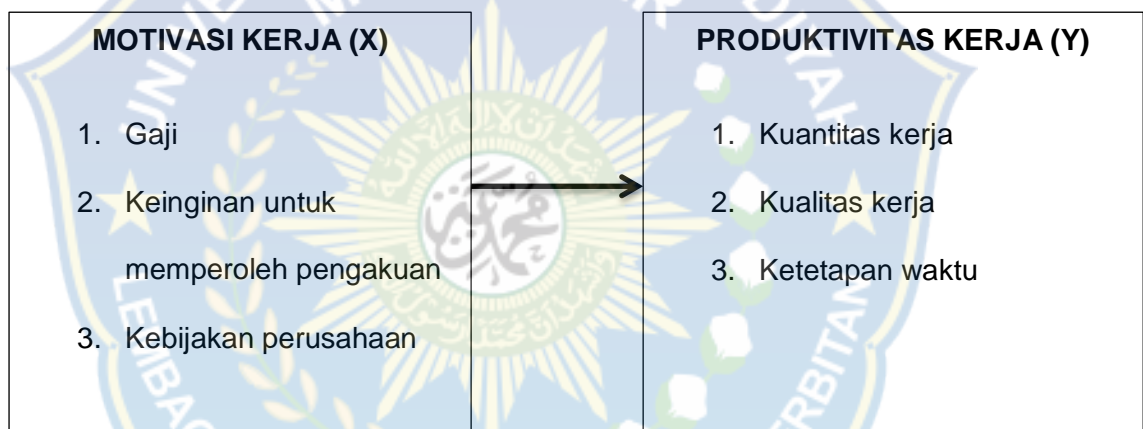 MOTIVASI KERJA (X)
1. Gaji
2. Keinginan untuk
memperoleh pengakuan
3. Kebijakan perusahaan
PRODUKTIVITAS KERJA (Y)
1. Kuantitas kerja
2. Kualitas kerja
3. Ketetapan waktu